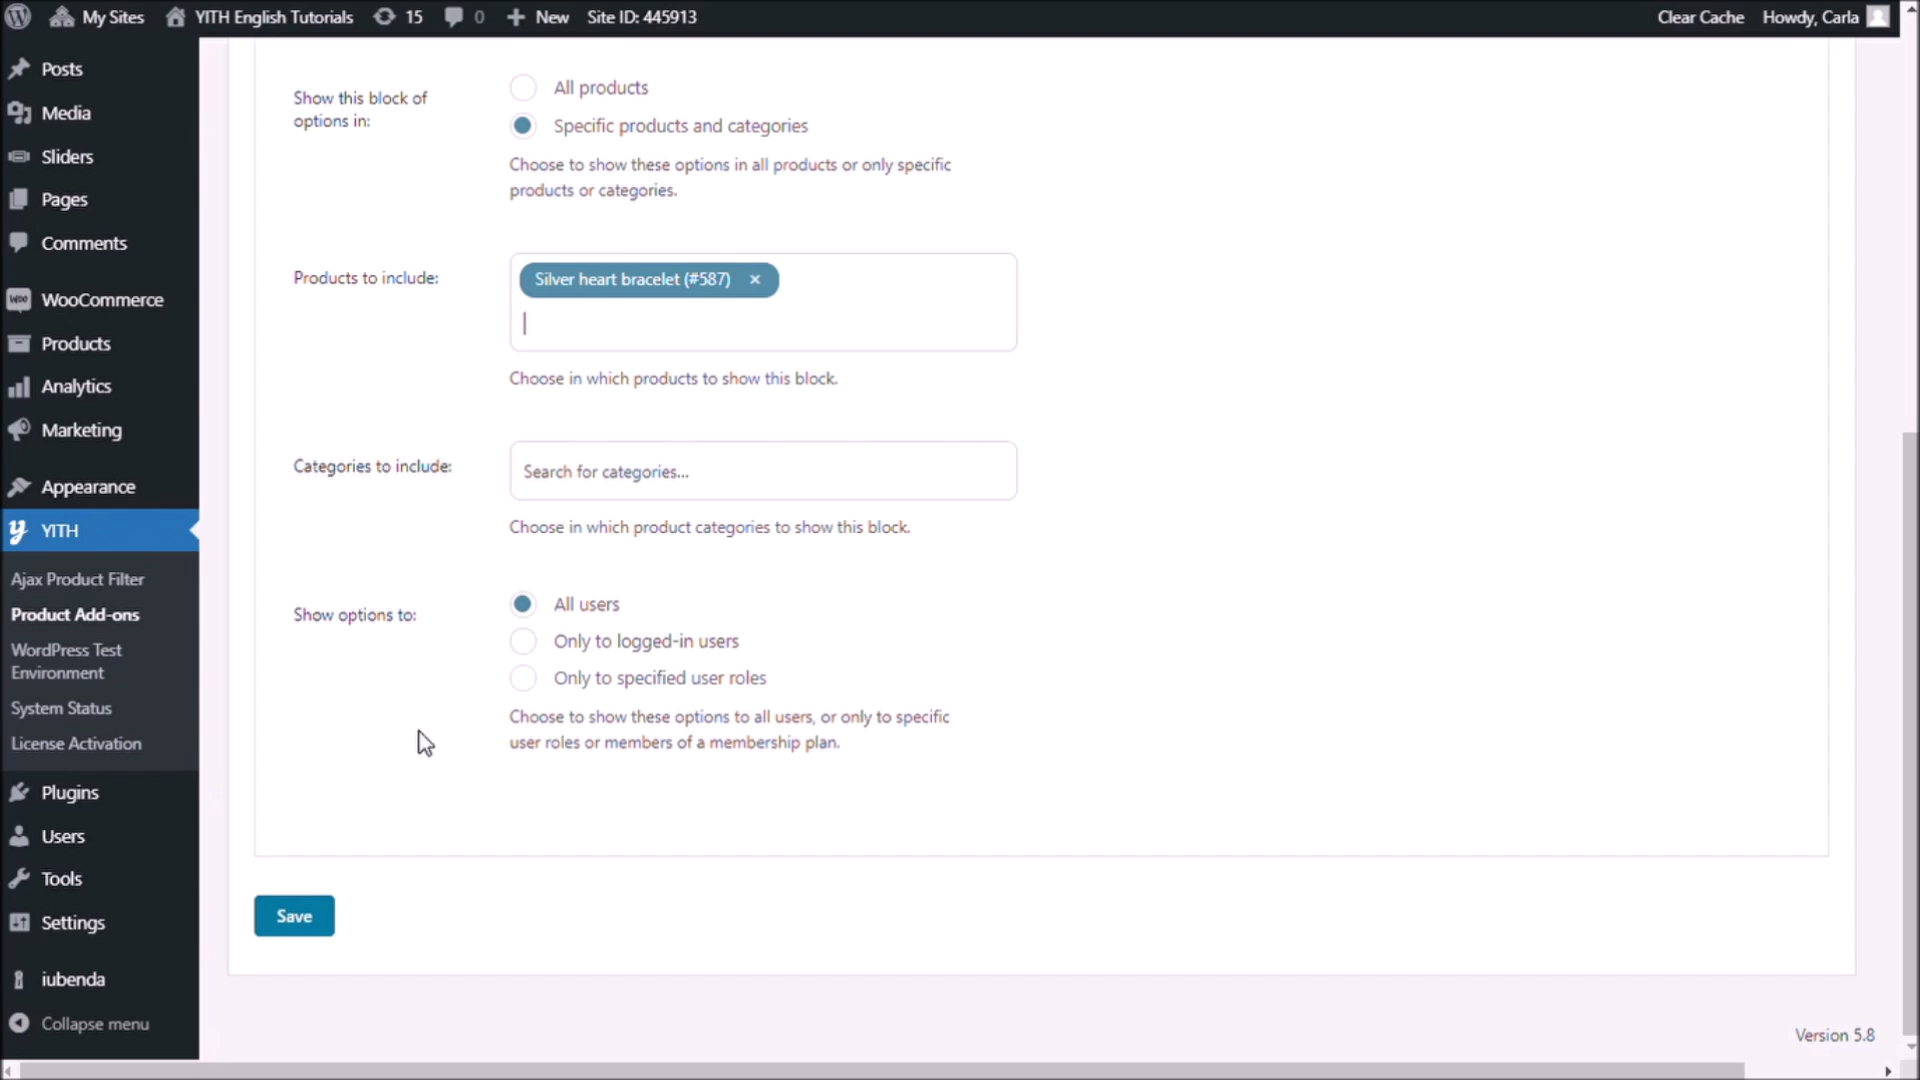 My Sites
YITH English Tutorials
15
0
New
Site ID: 445913
Clear Cache
Howdy, Carla
Posts
Media
Sliders
Pages
Comments
WooCommerce
Products
Analytics
Marketing
Appearance
YITH
Ajax Product Filter
Product Add-ons
WordPress Test
Environment
System Status
License Activation
Plugins
Users
Tools
Settings
iubenda
Collapse menu
Show this block of
options in:
All products
Specific products and categories
Choose to show these options in all products or only specific
products or categories.
Products to include:
Silver heart bracelet (#587) ×
Choose in which products to show this block.
Categories to include:
Search for categories...
Choose in which product categories to show this block.
Show options to:
All users
Only to logged-in users
Only to specified user roles
Choose to show these options to all users, or only to specific
user roles or members of a membership plan.
Save
Version 5.8